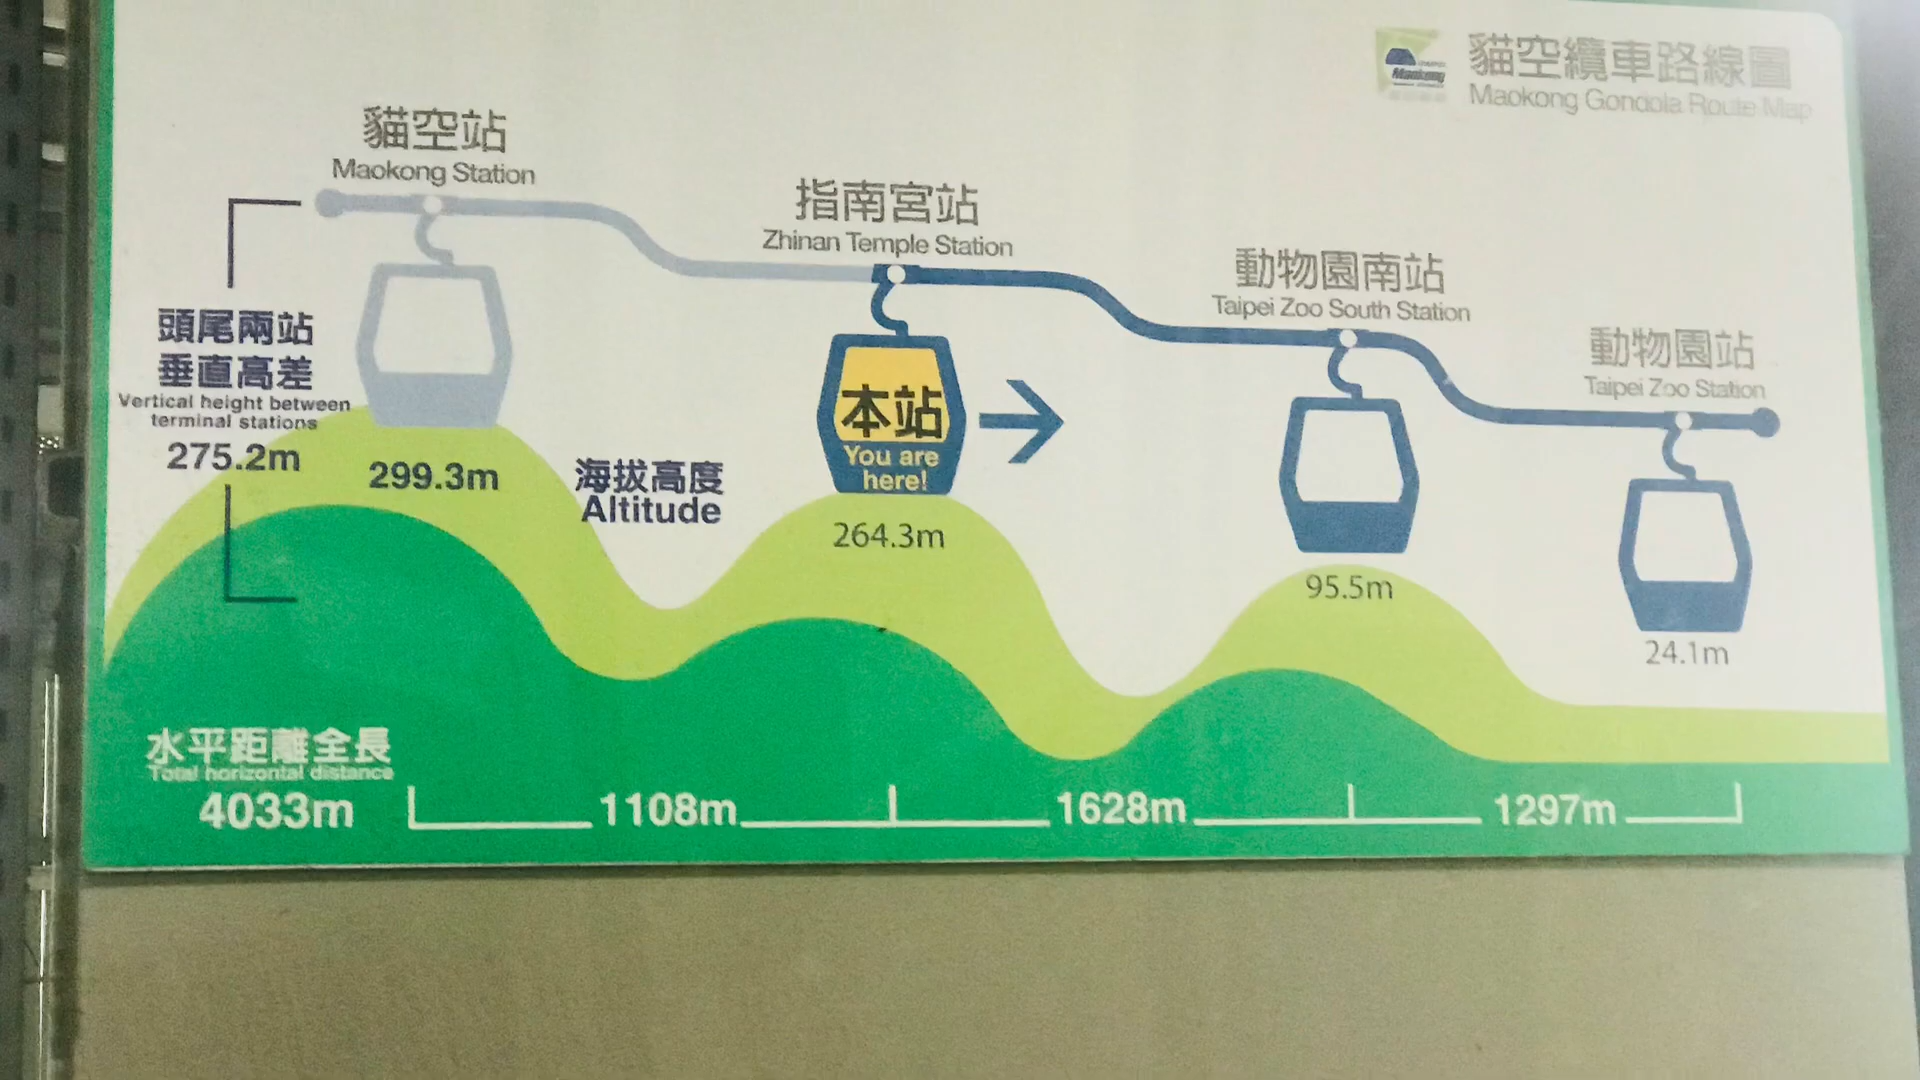 貓空纜車路線圖
Maokong Gondola Route Map
Maokong
貓空站
Maokong Station
指南宮站
Zhinan Temple Station
動物園南站
Taipei Zoo South Station
動物園站
Taipei Zoo Station
頭尾兩站
垂直高差
Vertical height between
terminal stations
275.2m
299.3m
海拔高度
Altitude
本站
You are
here!
264.3m
95.5m
24.1m
水平距離全長
Total horizontal distance
4033m
1108m
1628m
1297m